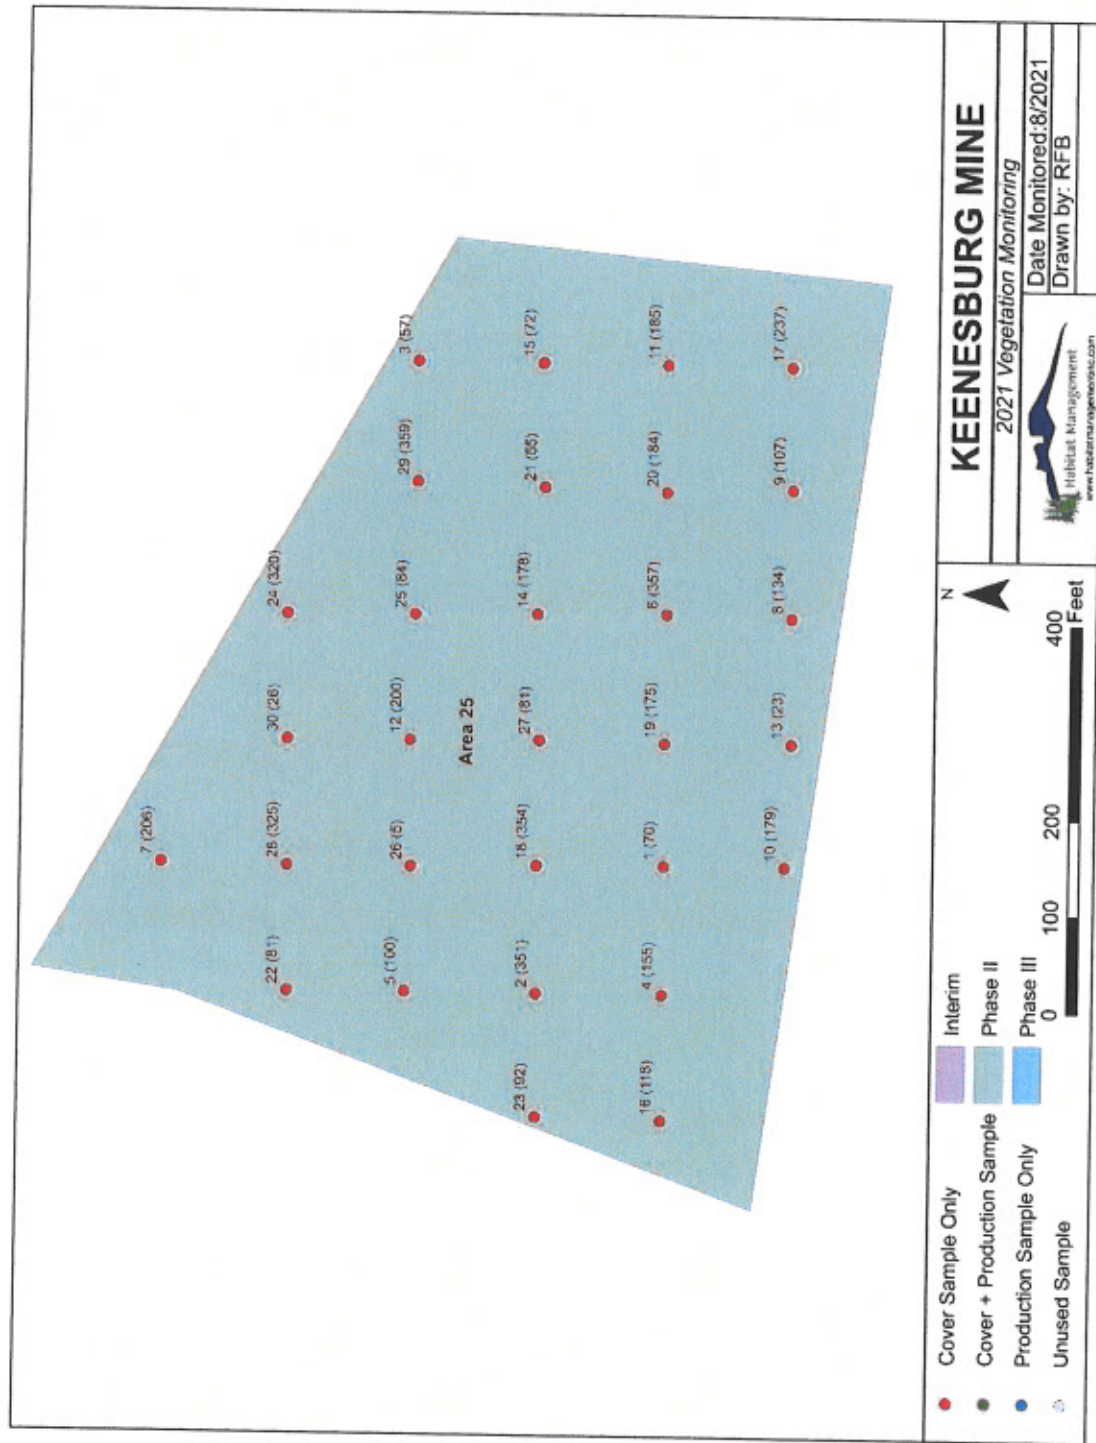 7 (206)
22 (81)
28 (325)
30 (26)
24 (320)
5 (100)
26 (5)
12 (200)
25 (84)
29 (359)
3 (57)
Area 25
23 (92)
2 (351)
18 (354)
27 (81)
14 (178)
21 (55)
15 (72)
16 (118)
4 (155)
1 (70)
19 (175)
6 (357)
20 (184)
11 (185)
10 (179)
13 (23)
8 (134)
9 (107)
17 (237)
Cover Sample Only
Cover + Production Sample
Production Sample Only
Unused Sample
Interim
Phase II
Phase III
N
0 100 200 400
Feet
KEENESBURG MINE
2021 Vegetation Monitoring
Habitat Management
www.habitatmanagementinc.com
Date Monitored:8/2021
Drawn by: RFB